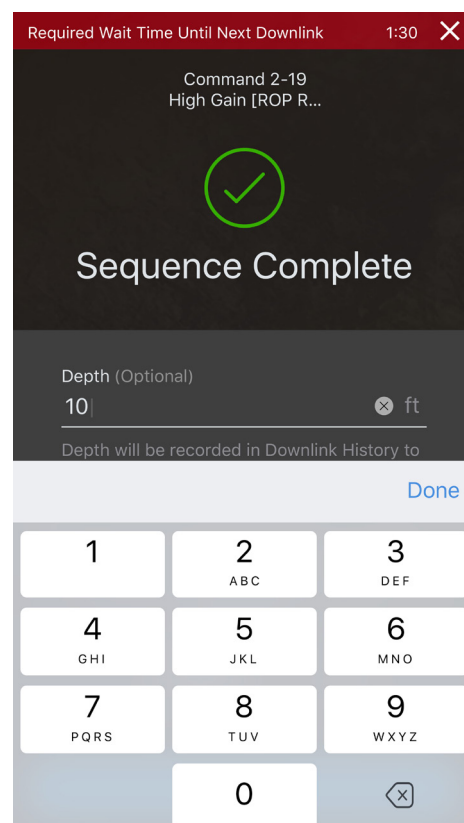 Required Wait Time Until Next Downlink 1:30
Command 2-19
High Gain [ROP R...
Sequence Complete
Depth (Optional)
10 ft
Depth will be recorded in Downlink History to
Done
1 2 3
ABC DEF
4 5 6
GHI JKL MNO
7 8 9
PQRS TUV WXYZ
0